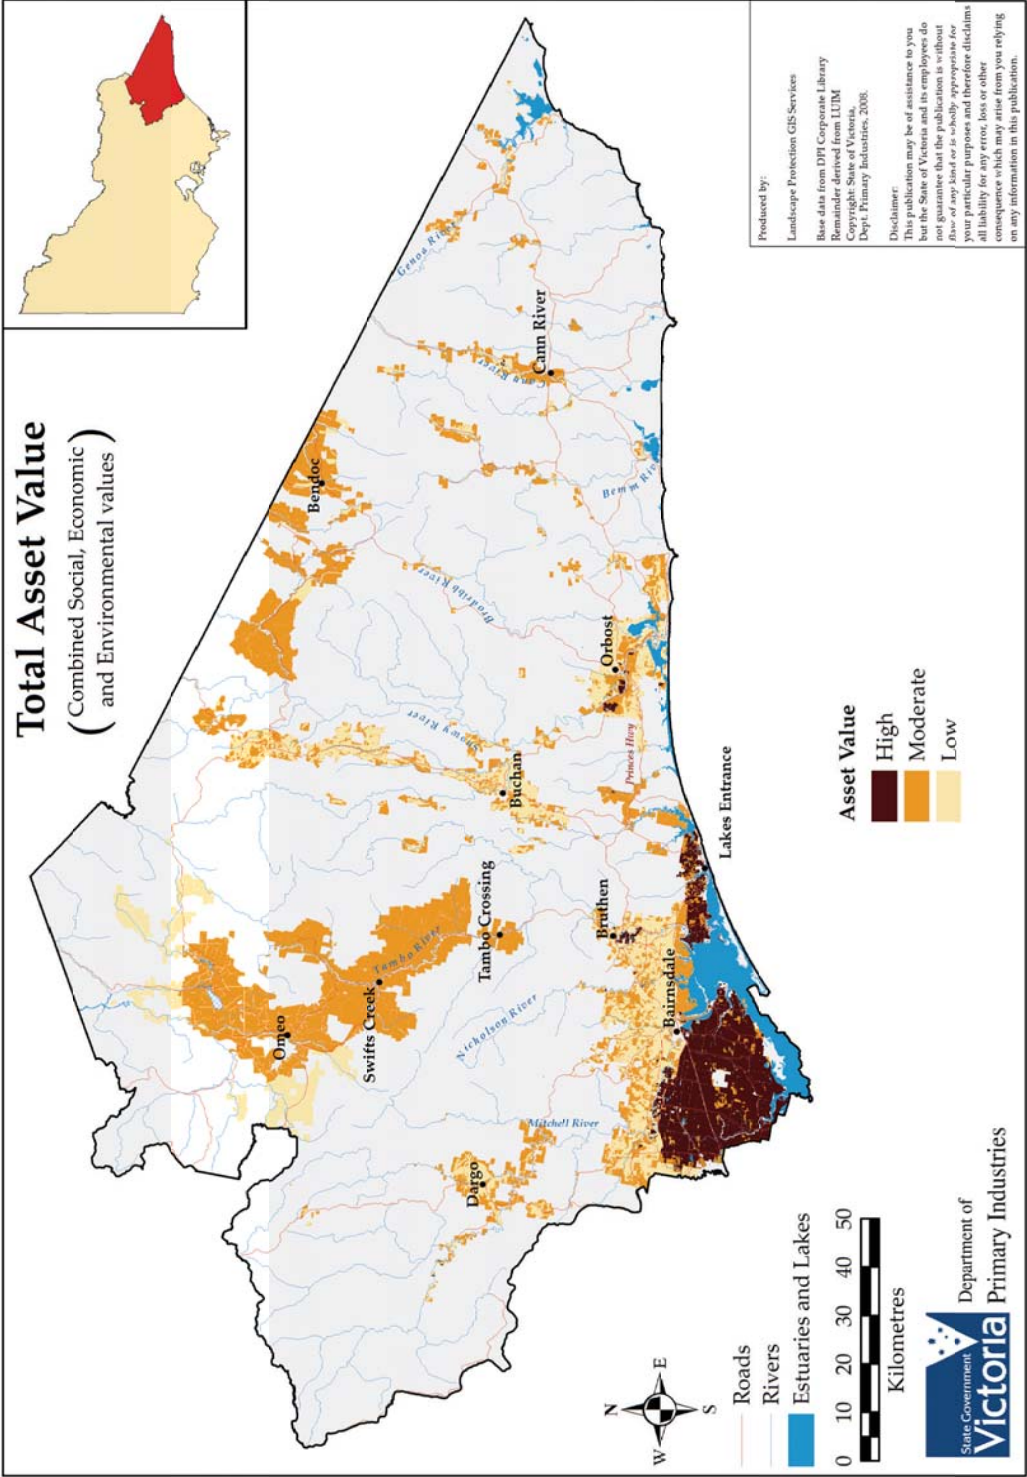 Total Asset Value
(Combined Social, Economic
and Environmental values)
Genoa River
Cann River
Cann River
Bendoc
Bemm River
Brodribb River
Orbost
Snowy River
Buchan
Princes Hwy
Lakes Entrance
Tambo Crossing
Bruthen
Tambo River
Swifts Creek
Omeo
Nicholson River
Bairnsdale
Mitchell River
Dargo
Asset Value
High
Moderate
Low
N
W E
S
Roads
Rivers
Estuaries and Lakes
0 10 20 30 40 50
Kilometres
State Government
Victoria
Department of
Primary Industries
Produced by:
Landscape Protection GIS Services
Base data from DPI Corporate Library
Remainder derived from LUIM
Copyright: State of Victoria,
Dept. Primary Industries, 2008.
Disclaimer:
This publication may be of assistance to you
but the State of Victoria and its employees do
not guarantee that the publication is without
flaw of any kind or is wholly appropriate for
your particular purposes and therefore disclaims
all liability for any error, loss or other
consequence which may arise from you relying
on any information in this publication.